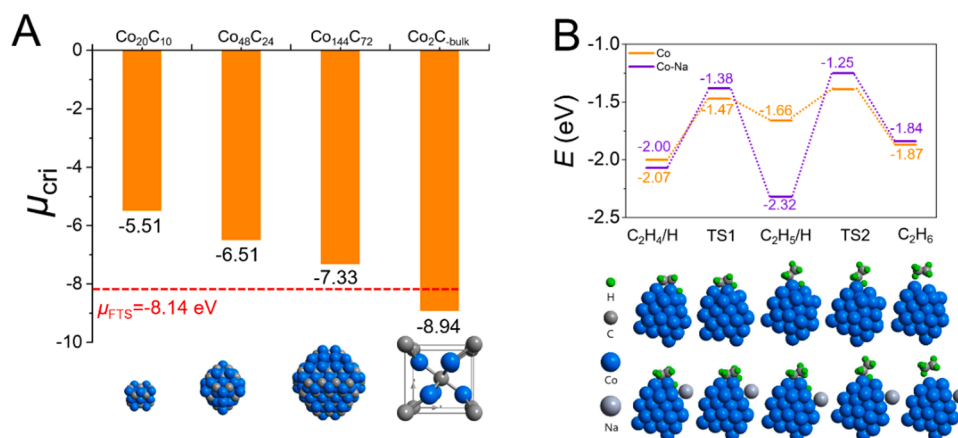 A
Co₂₀C₁₀ Co₄₈C₂₄ Co₁₄₄C₇₂ Co₂C₋bulk
0
-2
-4
-6
-8
-10
μcri
-5.51
-6.51
-7.33
-8.94
μFTS=-8.14 eV
B
-1.0
-1.5
-2.0
-2.5
E (eV)
Co
Co-Na
-2.00
-2.07
-1.38
-1.47
-1.66
-2.32
-1.25
-1.84
-1.87
C₂H₄/H TS1 C₂H₅/H TS2 C₂H₆
H
C
Co
Na